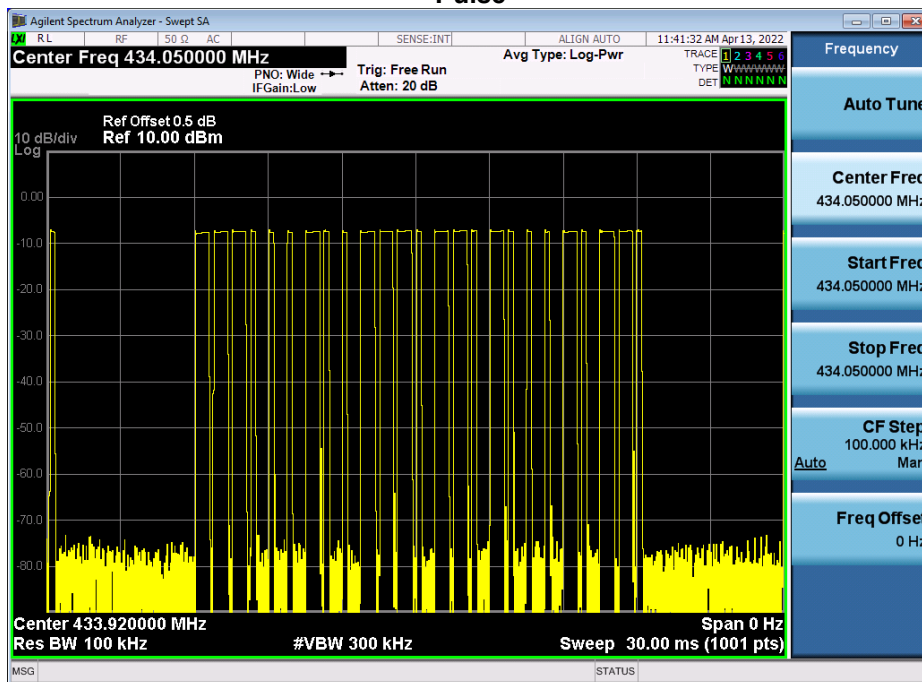 Pulse
Agilent Spectrum Analyzer - Swept SA
LXI RL RF 50 Ω AC SENSE:INT ALIGN AUTO 11:41:32 AM Apr 13, 2022
Center Freq 434.050000 MHz
PNO: Wide
IFGain:Low
Trig: Free Run
Atten: 20 dB
Avg Type: Log-Pwr
TRACE 1 2 3 4 5 6
TYPE WWWWWW
DET N N N N N N
Frequency
Auto Tune
Center Freq
434.050000 MHz
Start Freq
434.050000 MHz
Stop Freq
434.050000 MHz
CF Step
100.000 kHz
Auto Man
Freq Offset
0 Hz
Ref Offset 0.5 dB
10 dB/div Ref 10.00 dBm
Log
0.00
-10.0
-20.0
-30.0
-40.0
-50.0
-60.0
-70.0
-80.0
Center 433.920000 MHz Span 0 Hz
Res BW 100 kHz #VBW 300 kHz Sweep 30.00 ms (1001 pts)
MSG STATUS